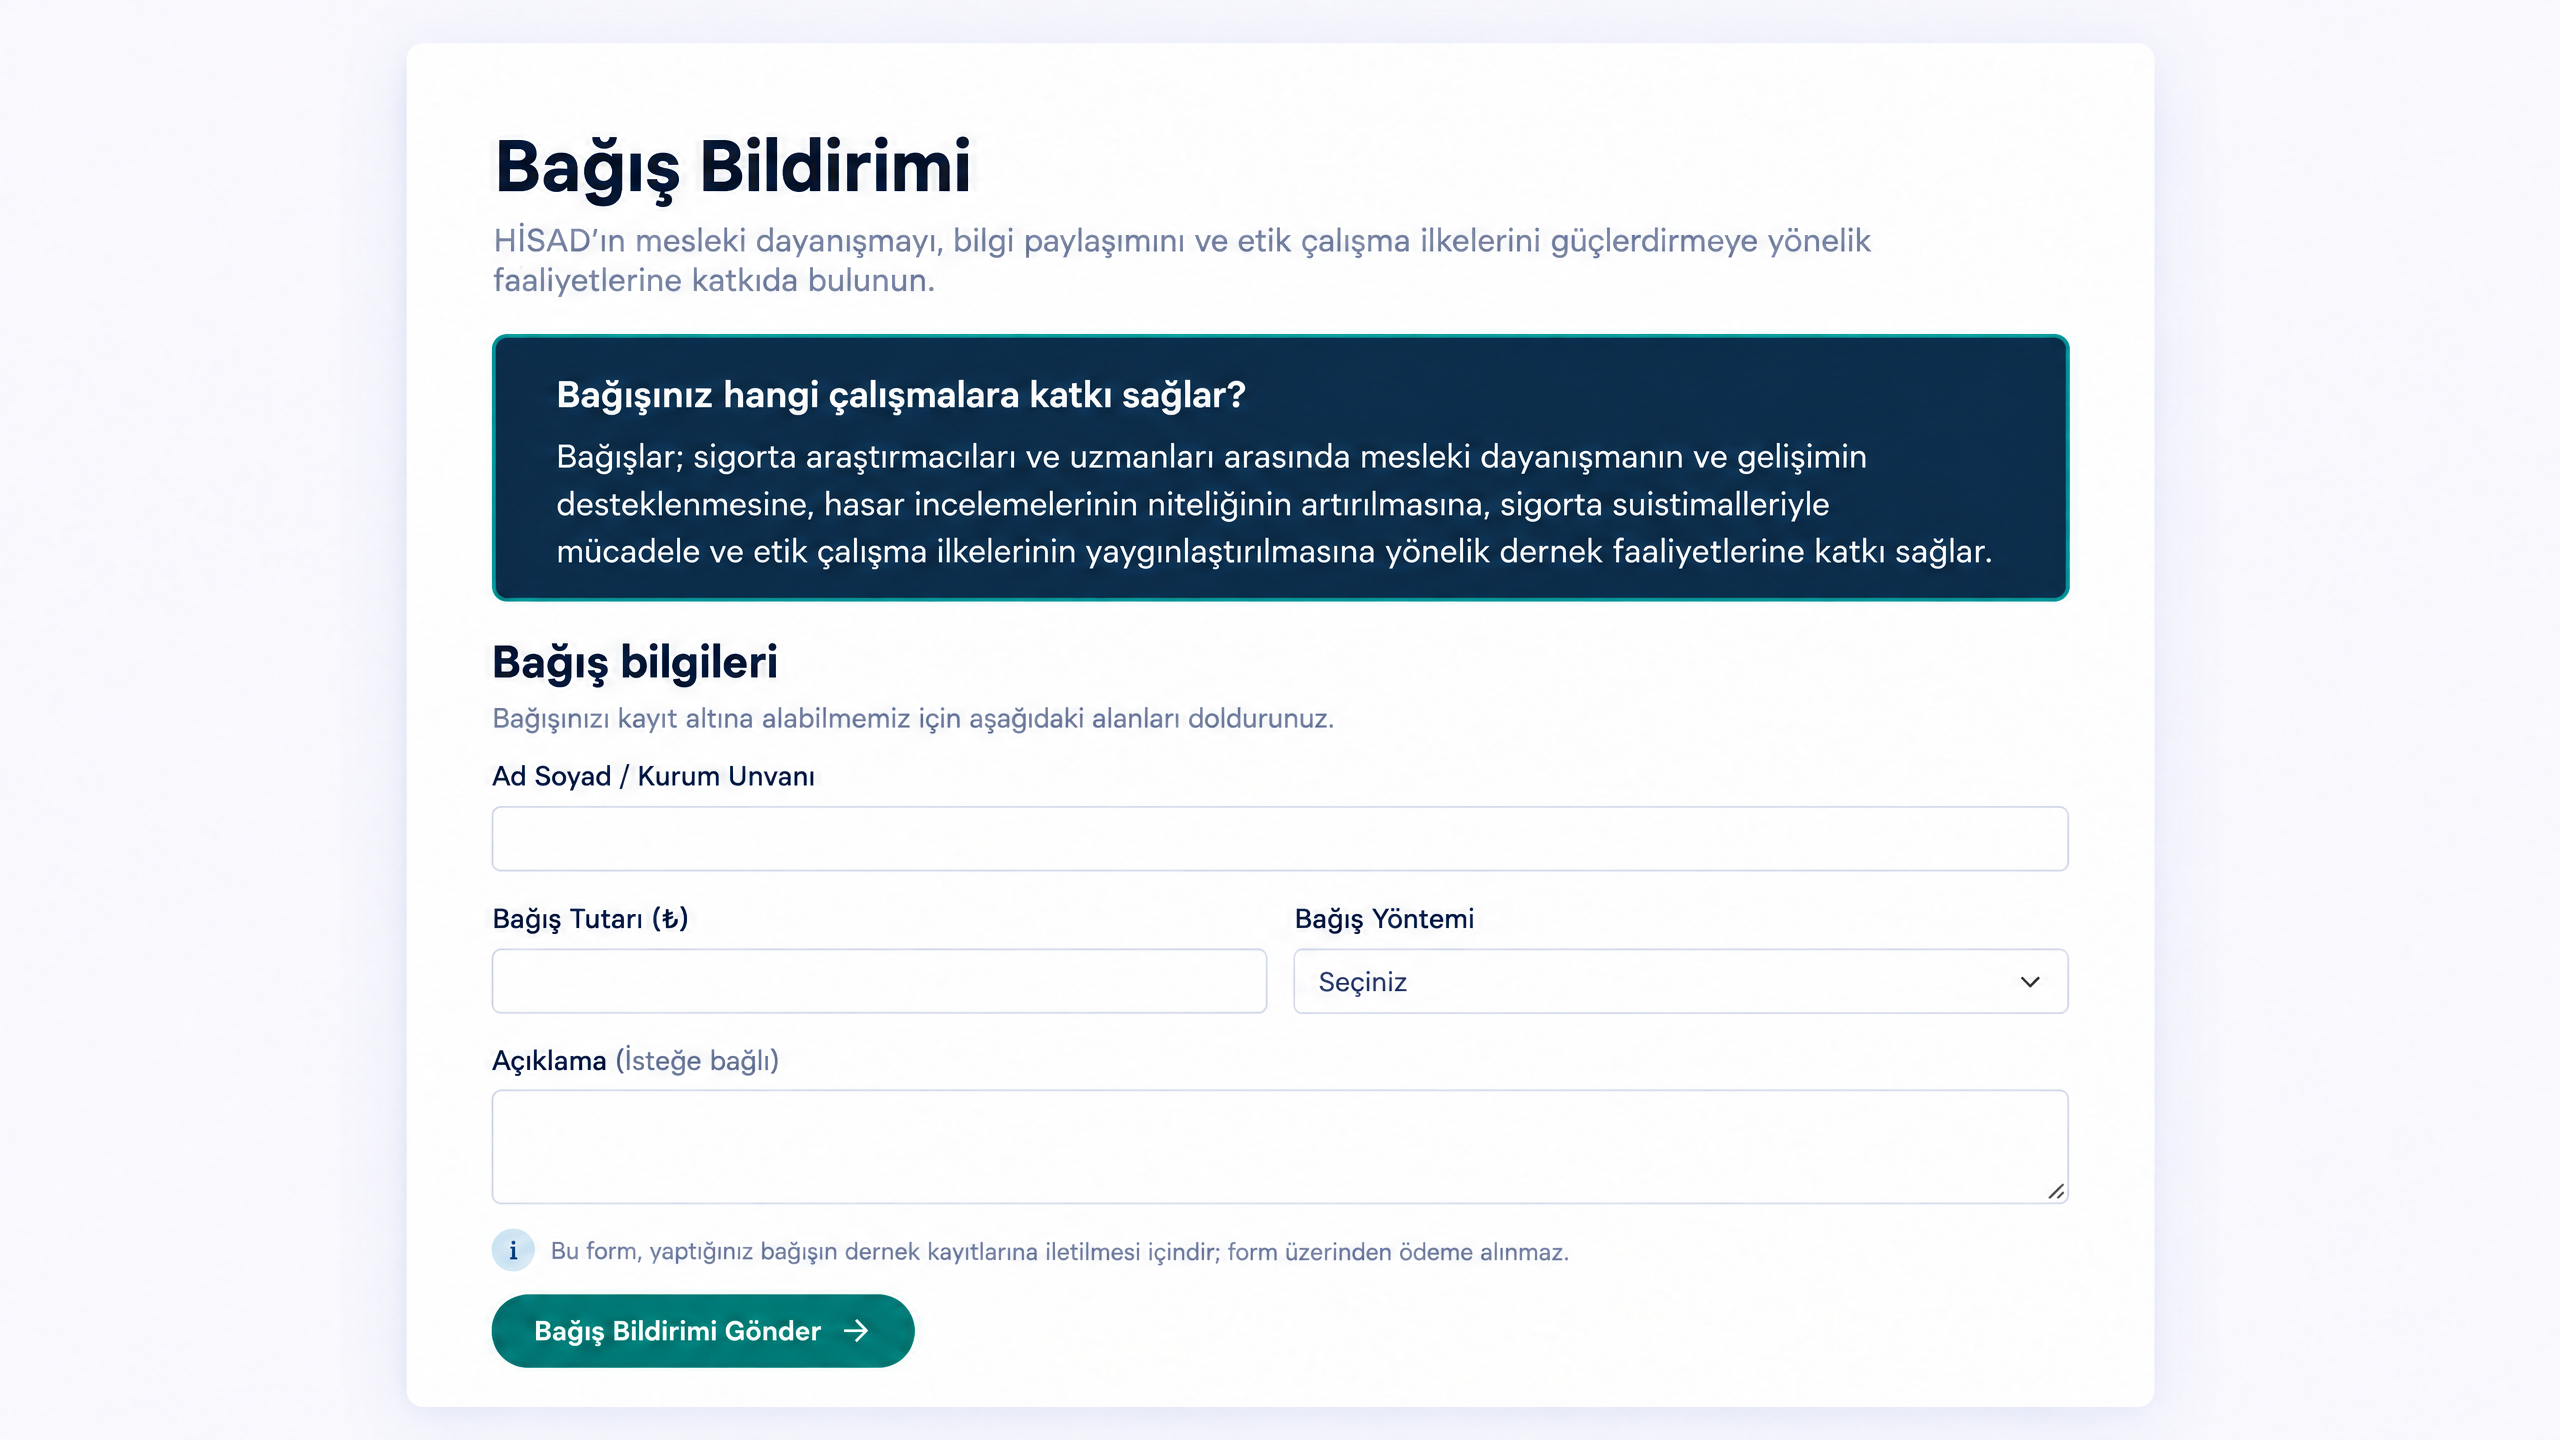 Bağış Bildirimi
HİSAD’ın mesleki dayanışmayı, bilgi paylaşımını ve etik çalışma ilkelerini güçlerdirmeye yönelik
faaliyetlerine katkıda bulunun.
Bağışınız hangi çalışmalara katkı sağlar?
Bağışlar; sigorta araştırmacıları ve uzmanları arasında mesleki dayanışmanın ve gelişimin
desteklenmesine, hasar incelemelerinin niteliğinin artırılmasına, sigorta suistimalleriyle
mücadele ve etik çalışma ilkelerinin yaygınlaştırılmasına yönelik dernek faaliyetlerine katkı sağlar.
Bağış bilgileri
Bağışınızı kayıt altına alabilmemiz için aşağıdaki alanları doldurunuz.
Ad Soyad / Kurum Unvanı
Bağış Tutarı (₺)
Bağış Yöntemi
Seçiniz
Açıklama (İsteğe bağlı)
i Bu form, yaptığınız bağışın dernek kayıtlarına iletilmesi içindir; form üzerinden ödeme alınmaz.
Bağış Bildirimi Gönder →